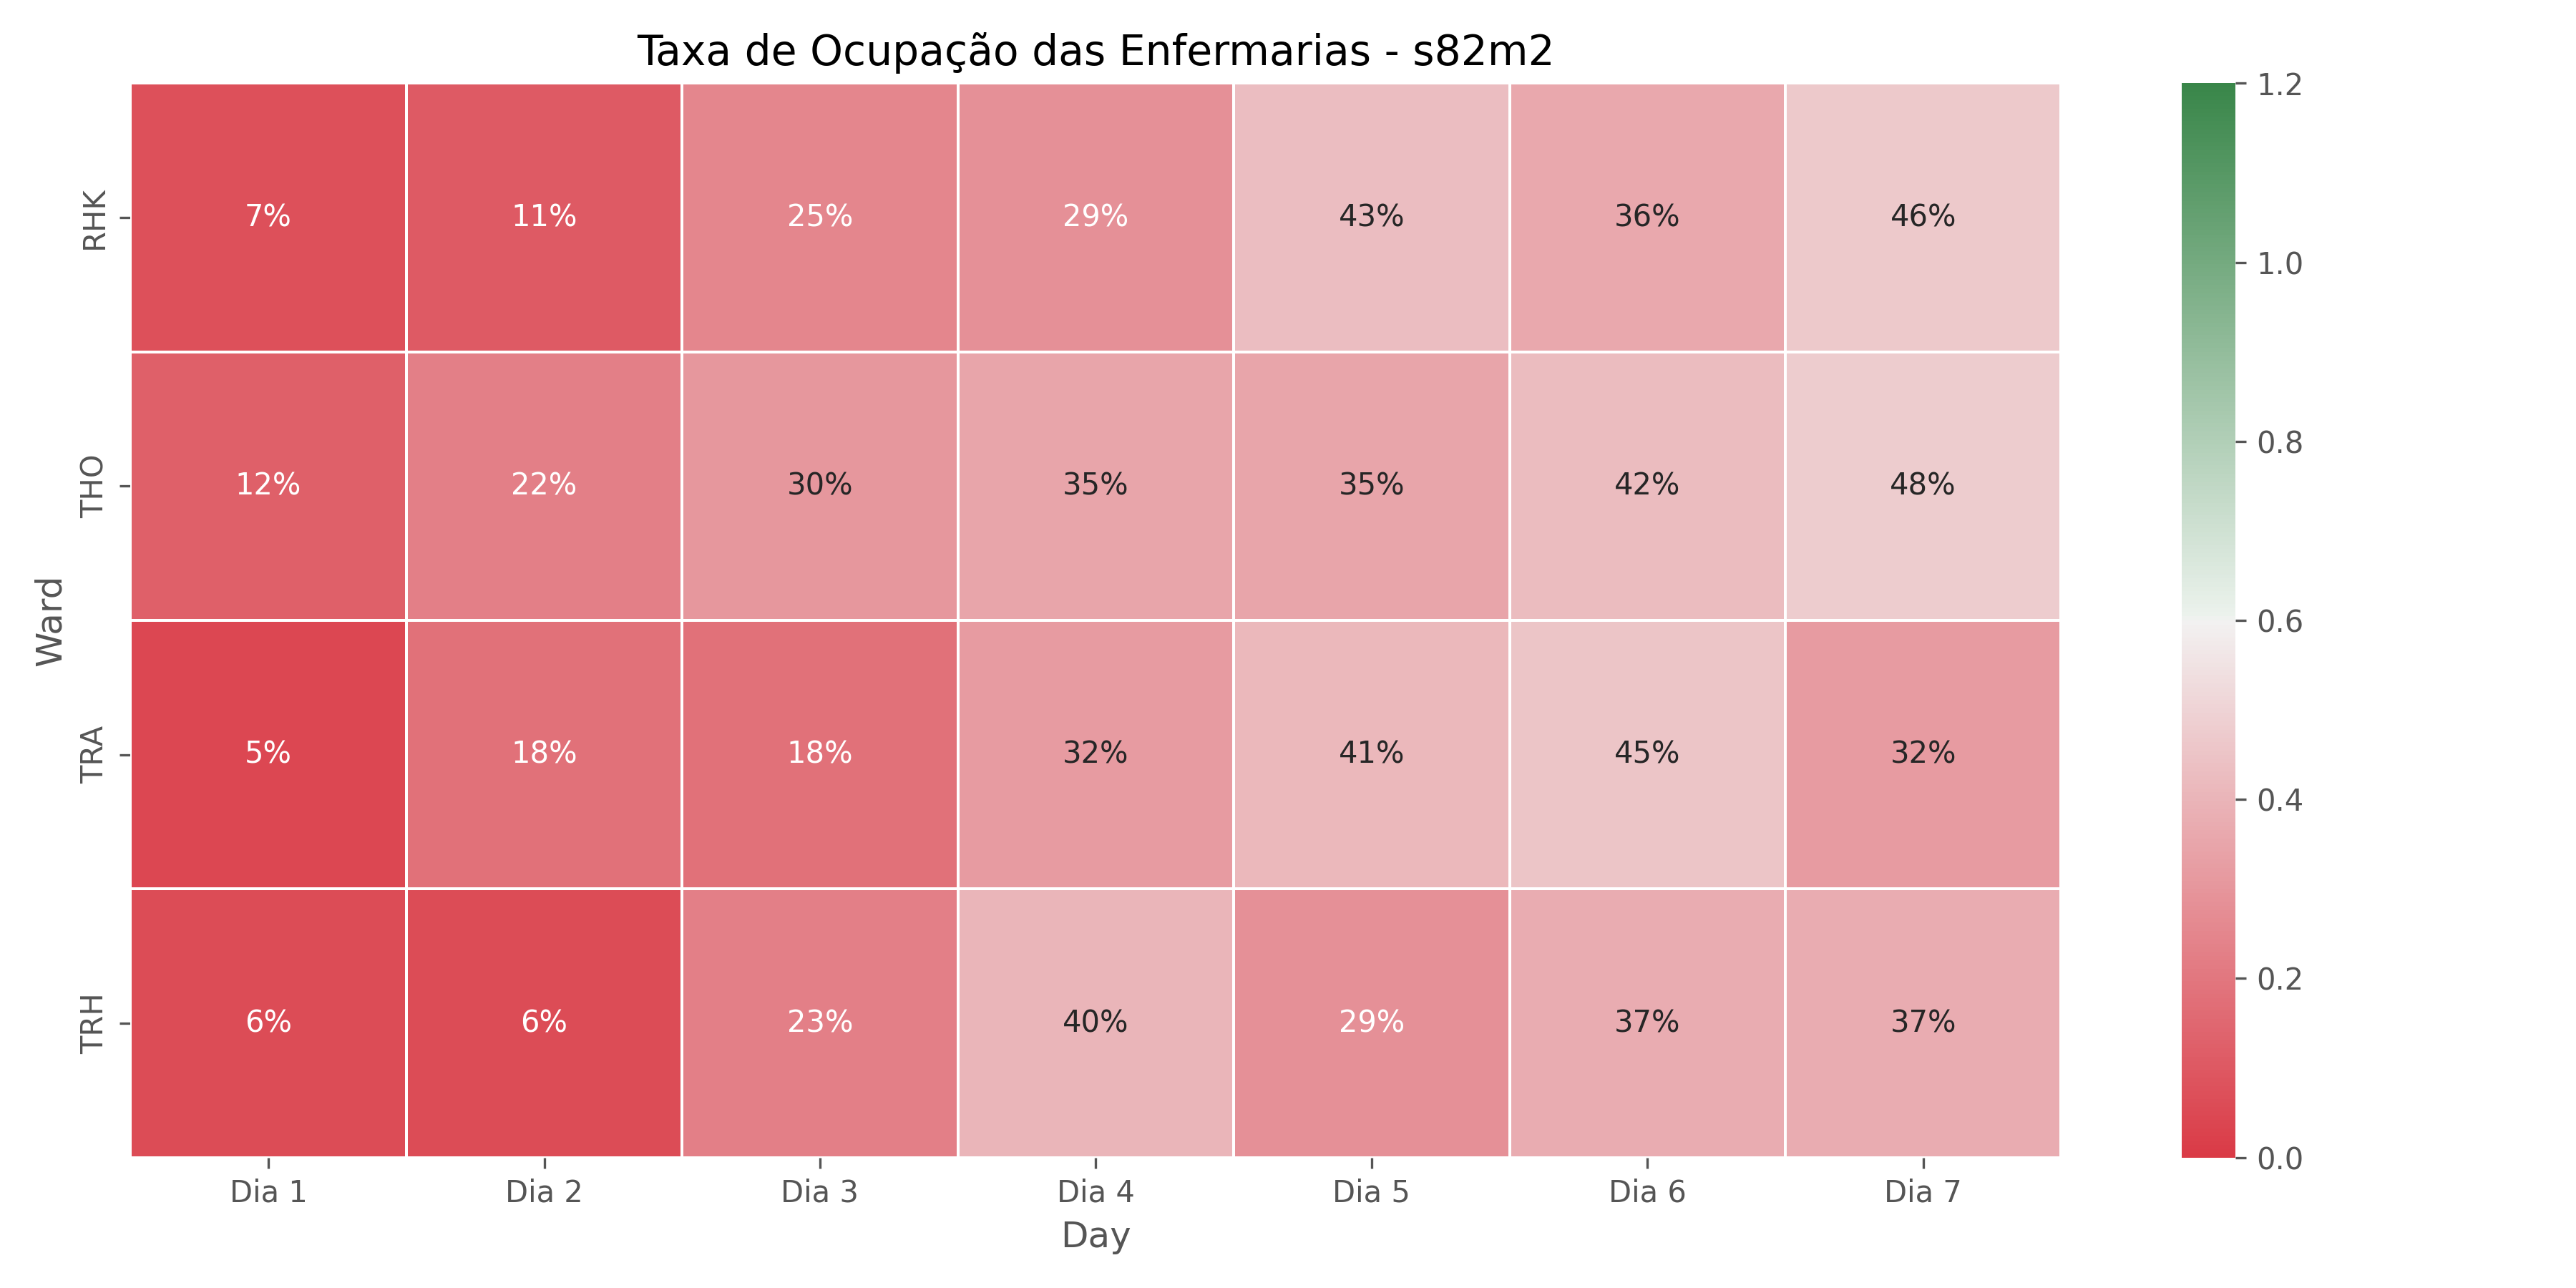 Taxa de Ocupação das Enfermarias - s82m2
Ward
RHK 7% 11% 25% 29% 43% 36% 46%
THO 12% 22% 30% 35% 35% 42% 48%
TRA 5% 18% 18% 32% 41% 45% 32%
TRH 6% 6% 23% 40% 29% 37% 37%
Dia 1 Dia 2 Dia 3 Dia 4 Dia 5 Dia 6 Dia 7
Day
1.2
1.0
0.8
0.6
0.4
0.2
0.0